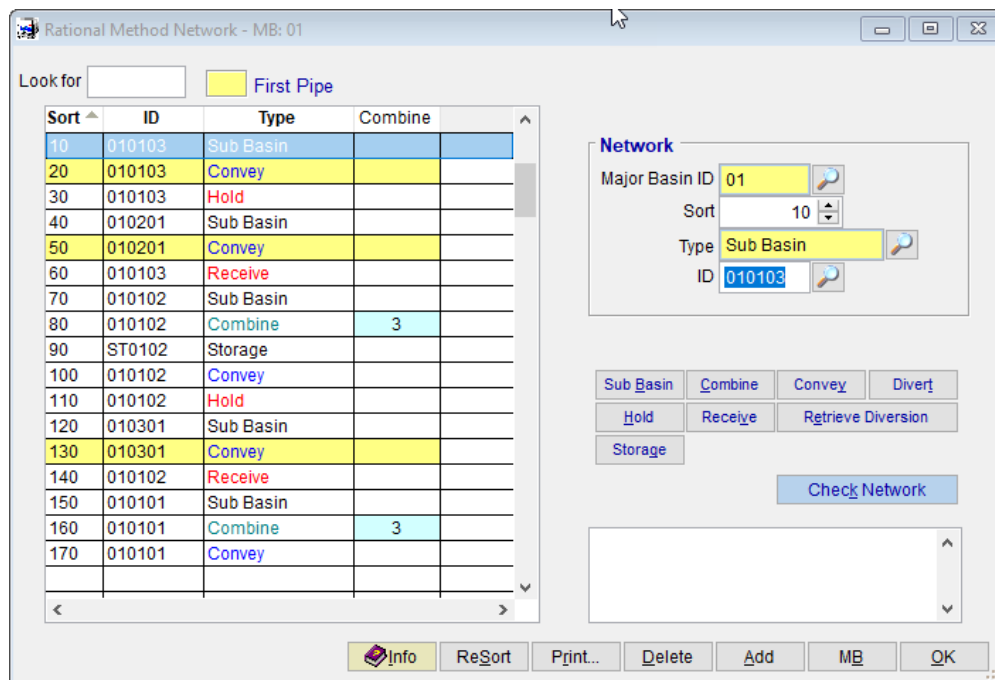 Rational Method Network - MB: 01
Look for
First Pipe
Sort ID Type Combine
10 010103 Sub Basin
20 010103 Convey
30 010103 Hold
40 010201 Sub Basin
50 010201 Convey
60 010103 Receive
70 010102 Sub Basin
80 010102 Combine 3
90 ST0102 Storage
100 010102 Convey
110 010102 Hold
120 010301 Sub Basin
130 010301 Convey
140 010102 Receive
150 010101 Sub Basin
160 010101 Combine 3
170 010101 Convey
Network
Major Basin ID 01
Sort 10
Type Sub Basin
ID 010103
Sub Basin Combine Convey Divert
Hold Receive Retrieve Diversion
Storage
Check Network
Info ReSort Print... Delete Add MB OK